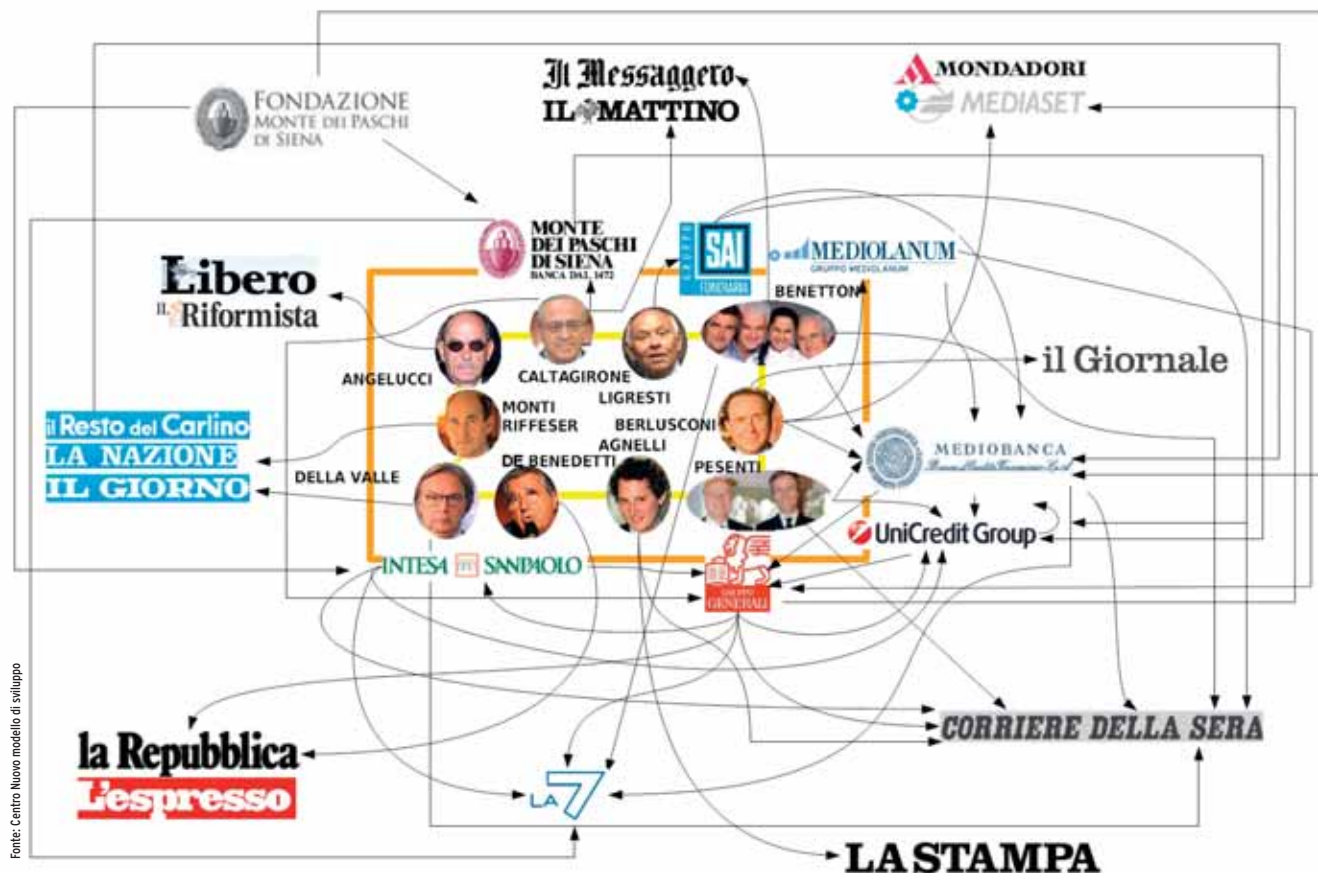 FONDAZIONE
MONTE DEI PASCHI
DI SIENA
Il Messaggero
IL MATTINO
MONDADORI
MEDIASET
MONTE
DEI PASCHI
DI SIENA
BANCA DAL 1472
GRUPPO
SAI
FONDIARIA
MEDIOLANUM
GRUPPO MEDIOLANUM
BENETTON
Libero
IL Riformista
ANGELUCCI
CALTAGIRONE
LIGRESTI
il Giornale
MONTI
RIFFESER
BERLUSCONI
AGNELLI
il Resto del Carlino
LA NAZIONE
IL GIORNO
DELLA VALLE
DE BENEDETTI
PESENTI
MEDIOBANCA
UniCredit Group
INTESA SANPAOLO
GRUPPO
GENERALI
la Repubblica
L'espresso
LA 7
CORRIERE DELLA SERA
LA STAMPA
Fonte: Centro Nuovo modello di sviluppo